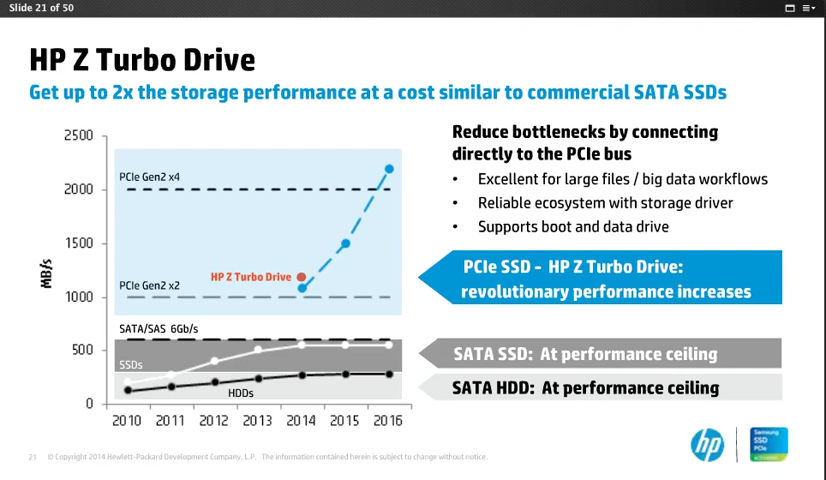 Slide 21 of 50
HP Z Turbo Drive
Get up to 2x the storage performance at a cost similar to commercial SATA SSDs
2500
2000
1500
1000
500
0
MB/s
PCIe Gen2 x4
HP Z Turbo Drive
PCIe Gen2 x2
SATA/SAS 6Gb/s
SSDs
HDDs
2010 2011 2012 2013 2014 2015 2016
Reduce bottlenecks by connecting
directly to the PCIe bus
• Excellent for large files / big data workflows
• Reliable ecosystem with storage driver
• Supports boot and data drive
PCIe SSD - HP Z Turbo Drive:
revolutionary performance increases
SATA SSD: At performance ceiling
SATA HDD: At performance ceiling
hp
Samsung
SSD
PCIe
21 © Copyright 2014 Hewlett-Packard Development Company, L.P. The information contained herein is subject to change without notice.